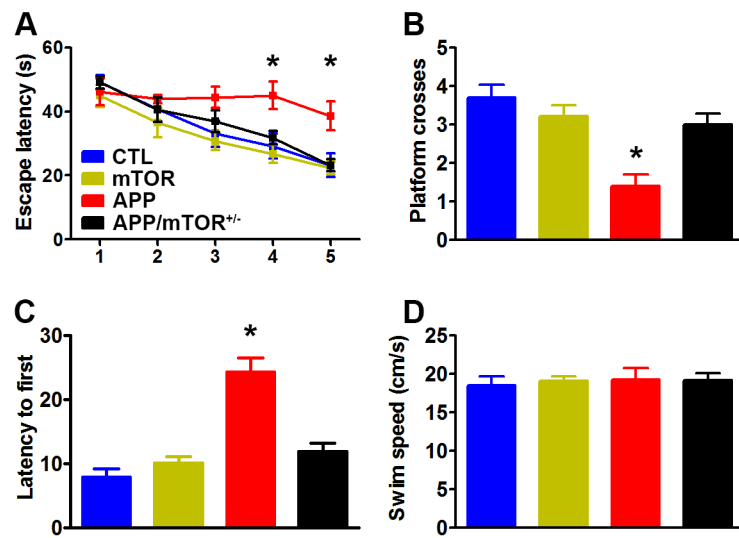 A
Escape latency (s)
60
40
20
0
* *
CTL
mTOR
APP
APP/mTOR+/-
1 2 3 4 5
B
Platform crosses
5
4
3
2
1
0
*
C
Latency to first
30
20
10
0
*
D
Swim speed (cm/s)
25
20
15
10
5
0